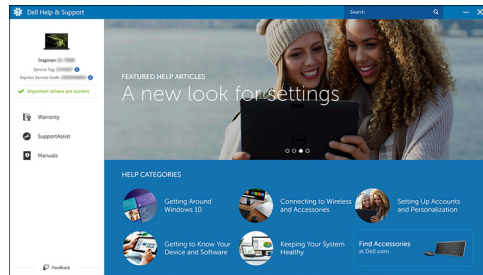 Dell Help & Support
Search
Inspiron
Service Tag
Express Service Code
Important drivers are current
Warranty
SupportAssist
Manuals
Feedback
FEATURED HELP ARTICLES
A new look for settings
HELP CATEGORIES
Getting Around
Windows 10
Connecting to Wireless
and Accessories
Setting Up Accounts
and Personalization
Getting to Know Your
Device and Software
Keeping Your System
Healthy
Find Accessories
at Dell.com